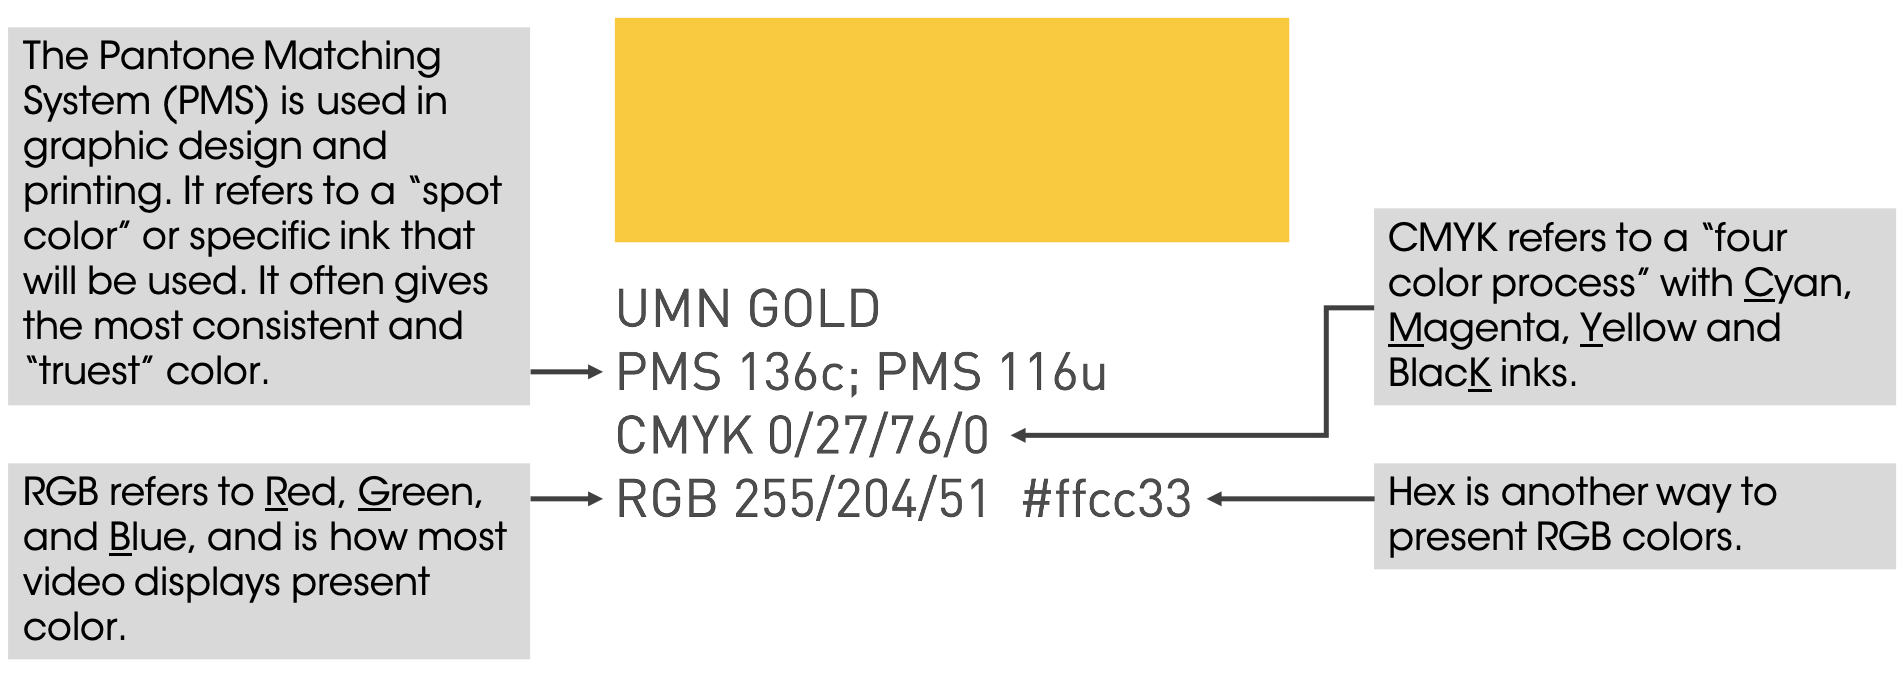 The Pantone Matching
System (PMS) is used in
graphic design and
printing. It refers to a “spot
color” or specific ink that
will be used. It often gives
the most consistent and
“truest” color.
RGB refers to Red, Green,
and Blue, and is how most
video displays present
color.
UMN GOLD
PMS 136c; PMS 116u
CMYK 0/27/76/0
RGB 255/204/51 #ffcc33
CMYK refers to a “four
color process” with Cyan,
Magenta, Yellow and
BlacK inks.
Hex is another way to
present RGB colors.